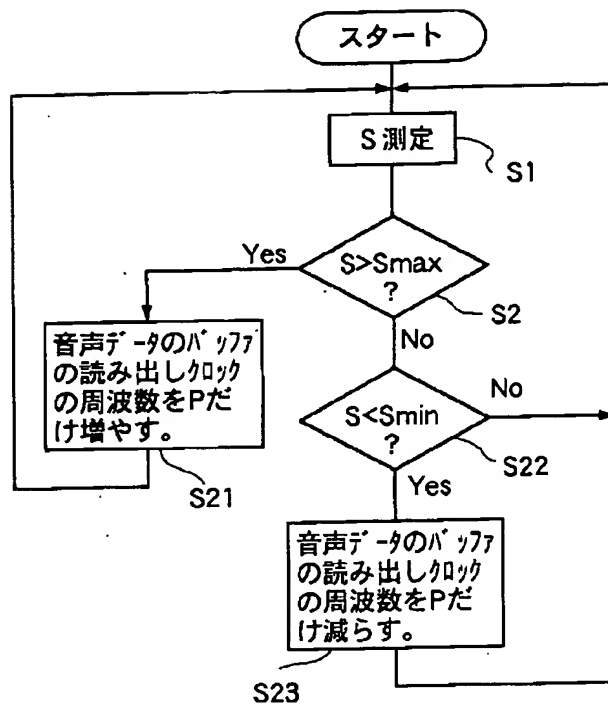 スタート
S測定
S1
Yes
S>Smax
?
S2
No
音声データのバッファ
の読み出しクロック
の周波数をPだ
け増やす。
S21
S<Smin
?
No
S22
Yes
音声データのバッファ
の読み出しクロック
の周波数をPだ
け減らす。
S23